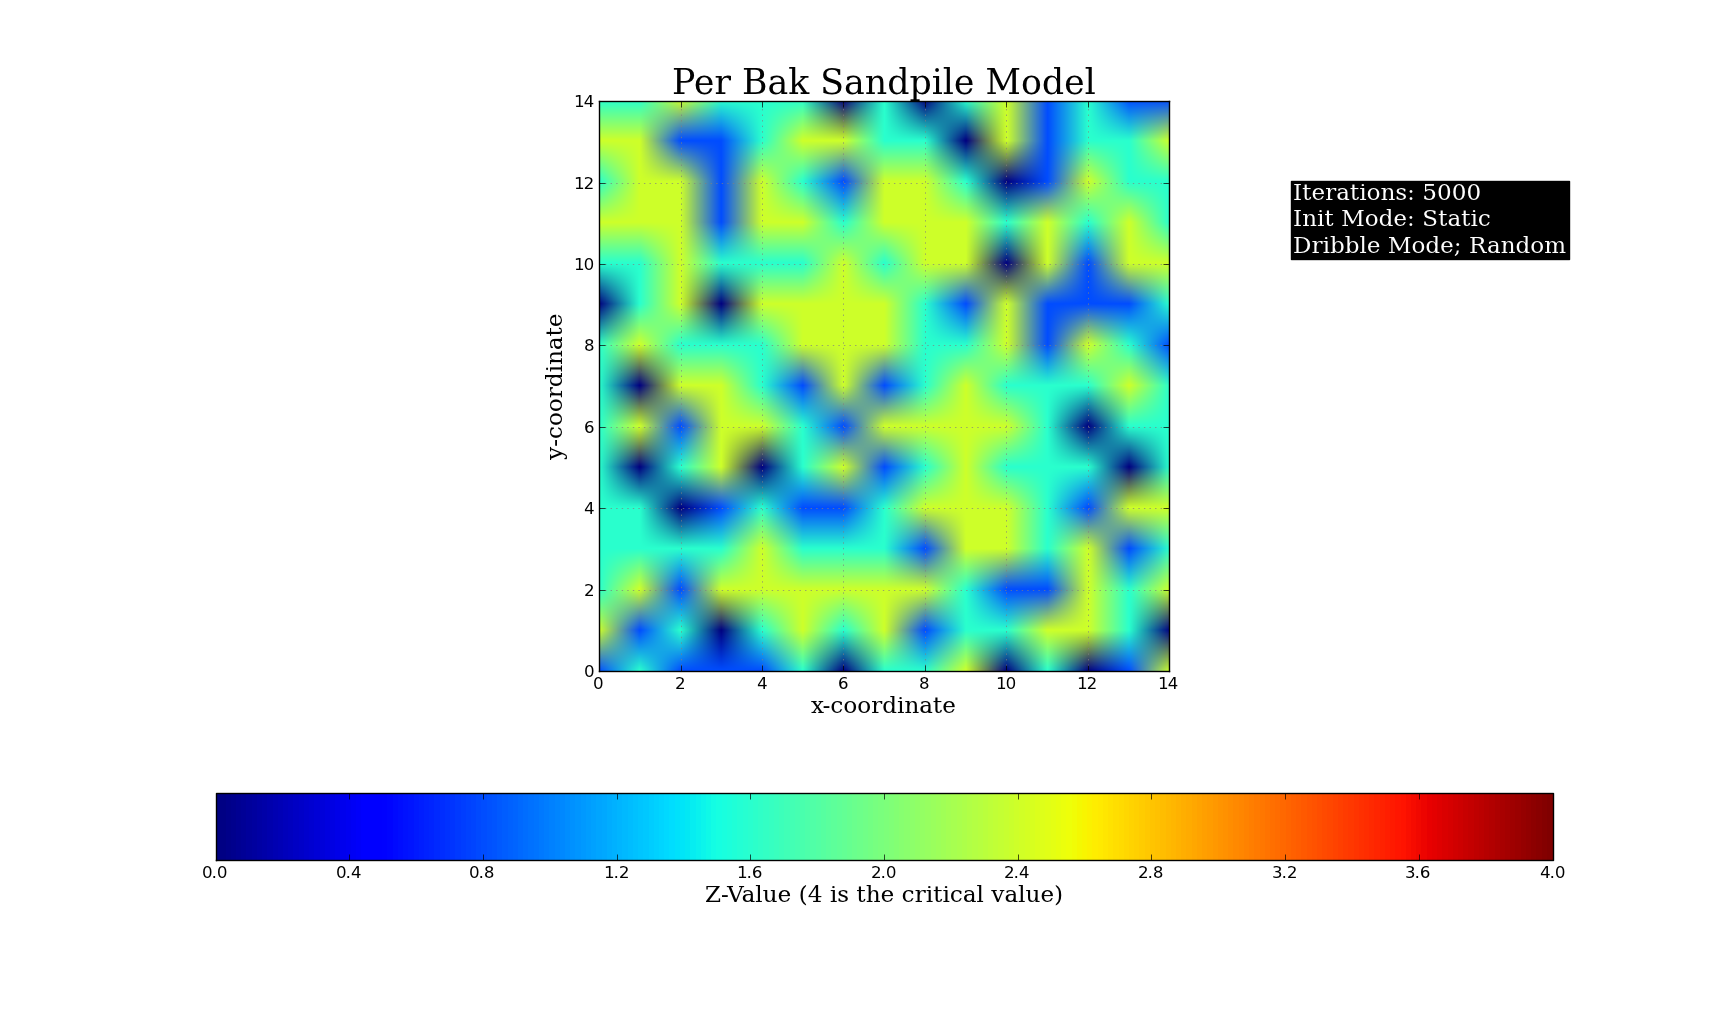 Per Bak Sandpile Model
14
12
10
8
6
4
2
0
y-coordinate
0 2 4 6 8 10 12 14
x-coordinate
Iterations: 5000
Init Mode: Static
Dribble Mode; Random
0.0 0.4 0.8 1.2 1.6 2.0 2.4 2.8 3.2 3.6 4.0
Z-Value (4 is the critical value)